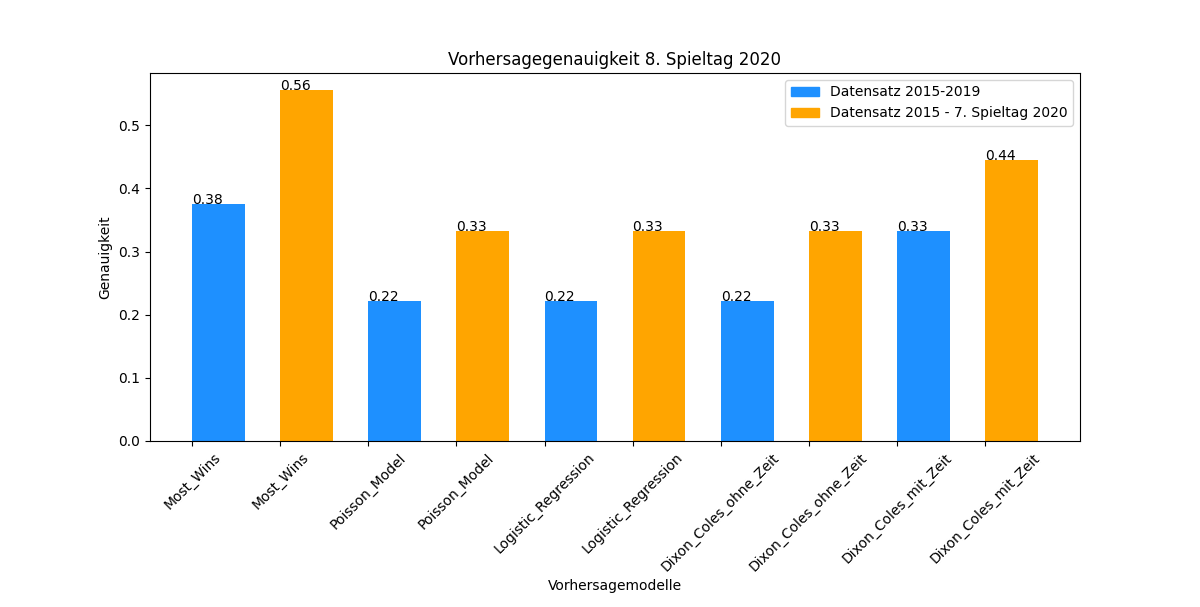 Vorhersagegenauigkeit 8. Spieltag 2020
Datensatz 2015-2019
Datensatz 2015 - 7. Spieltag 2020
Genauigkeit
0.5
0.4
0.3
0.2
0.1
0.0
0.38
0.56
0.22
0.33
0.22
0.33
0.22
0.33
0.33
0.44
Most_Wins
Most_Wins
Poisson_Model
Poisson_Model
Logistic_Regression
Logistic_Regression
Dixon_Coles_ohne_Zeit
Dixon_Coles_ohne_Zeit
Dixon_Coles_mit_Zeit
Dixon_Coles_mit_Zeit
Vorhersagemodelle